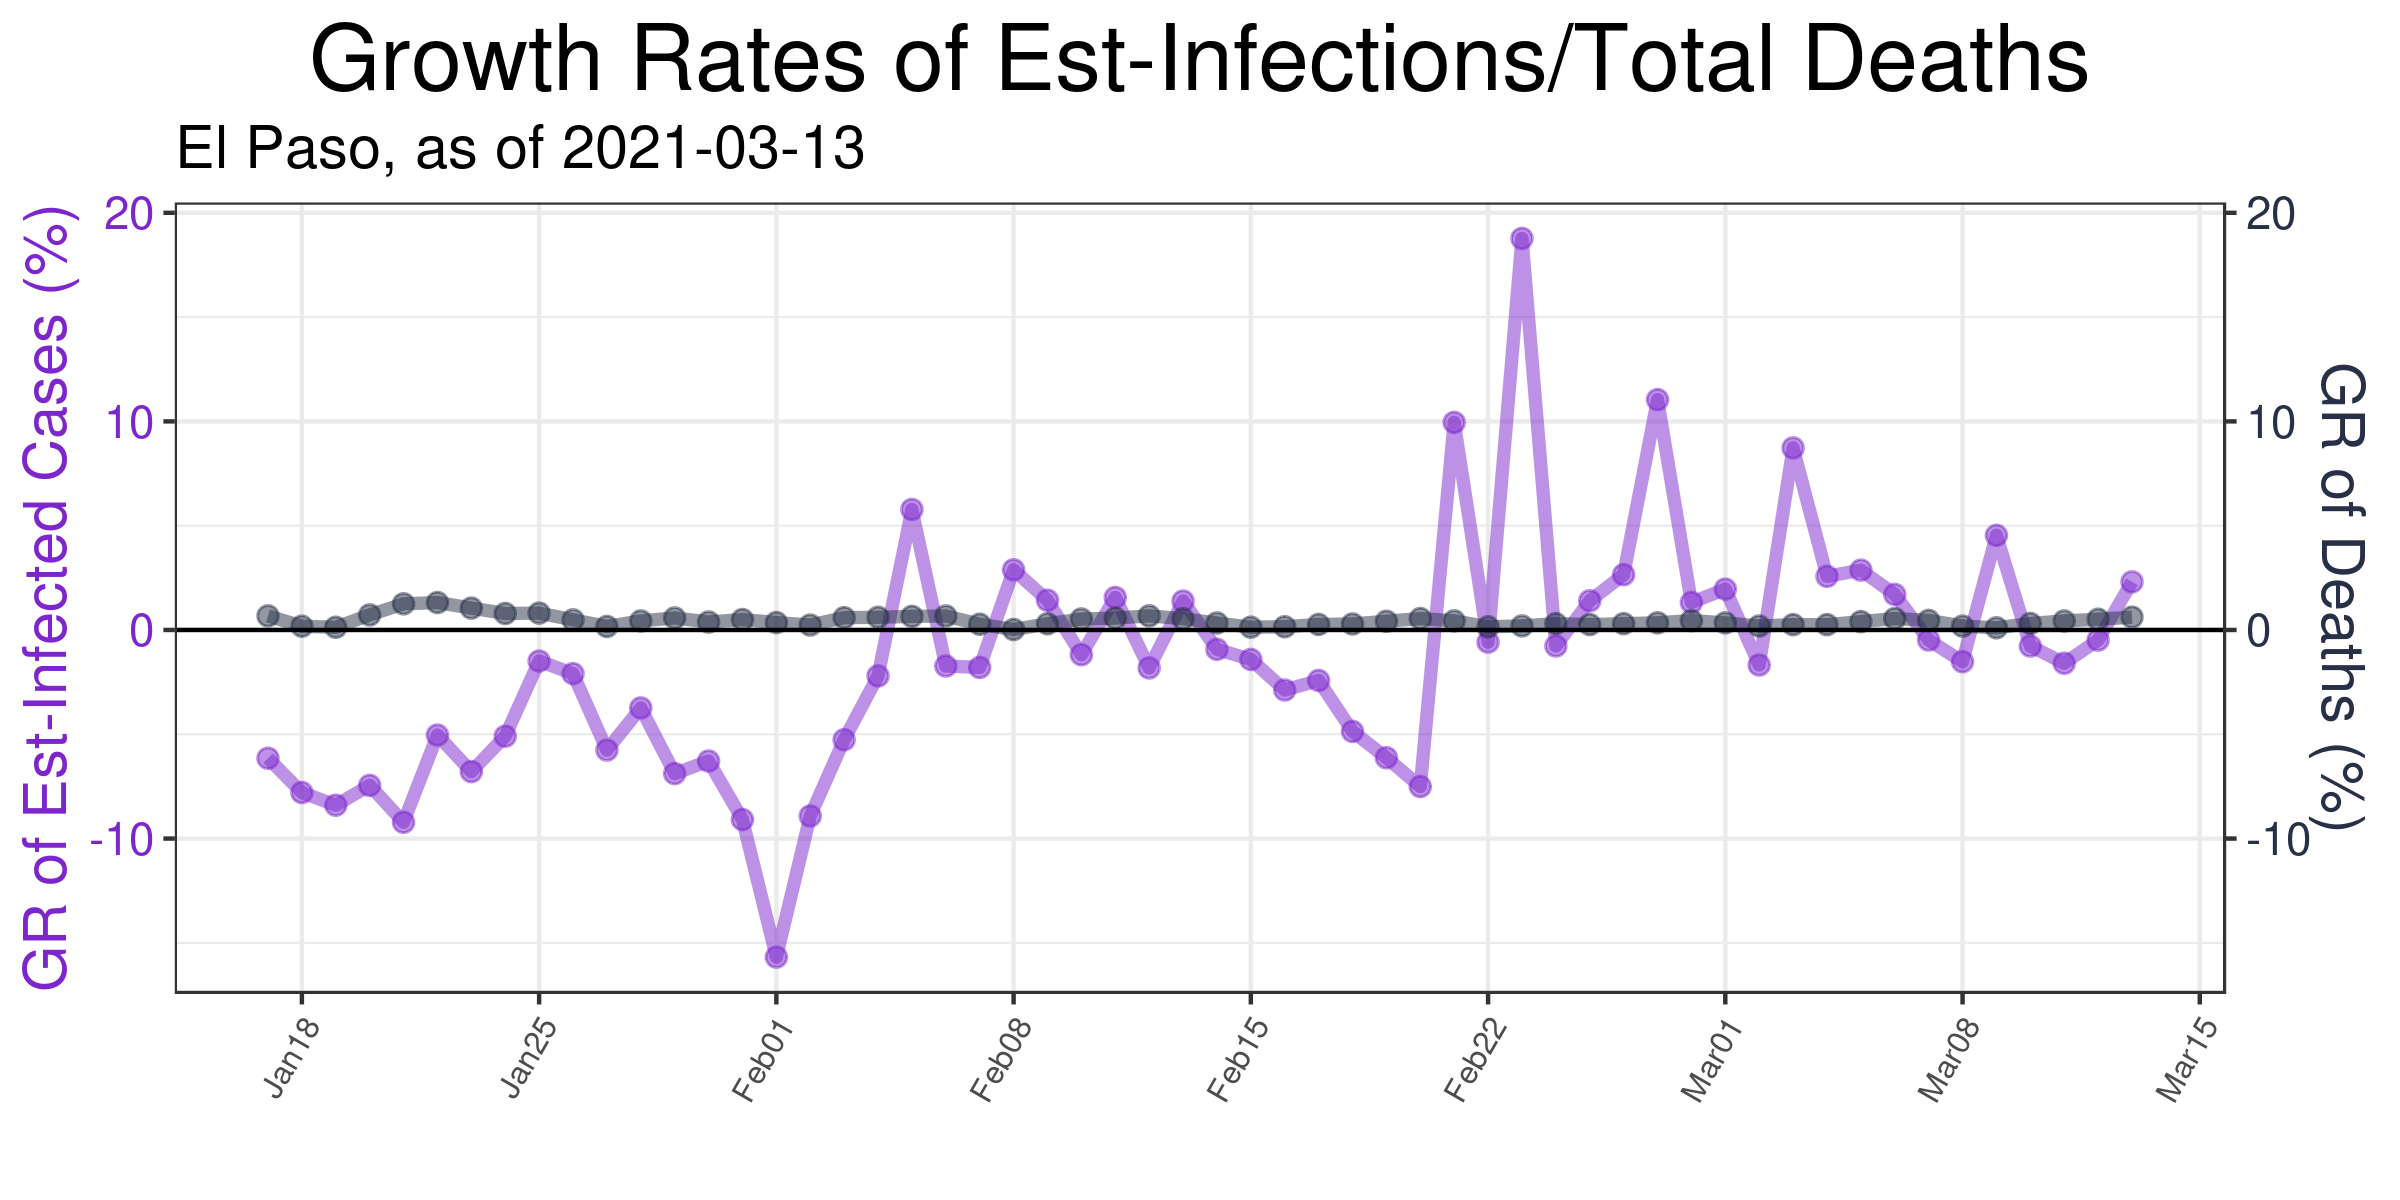 Growth Rates of Est-Infections/Total Deaths
El Paso, as of 2021-03-13
GR of Est-Infected Cases (%)
20
10
0
-10
20
10
0
-10
GR of Deaths (%)
Jan18
Jan25
Feb01
Feb08
Feb15
Feb22
Mar01
Mar08
Mar15